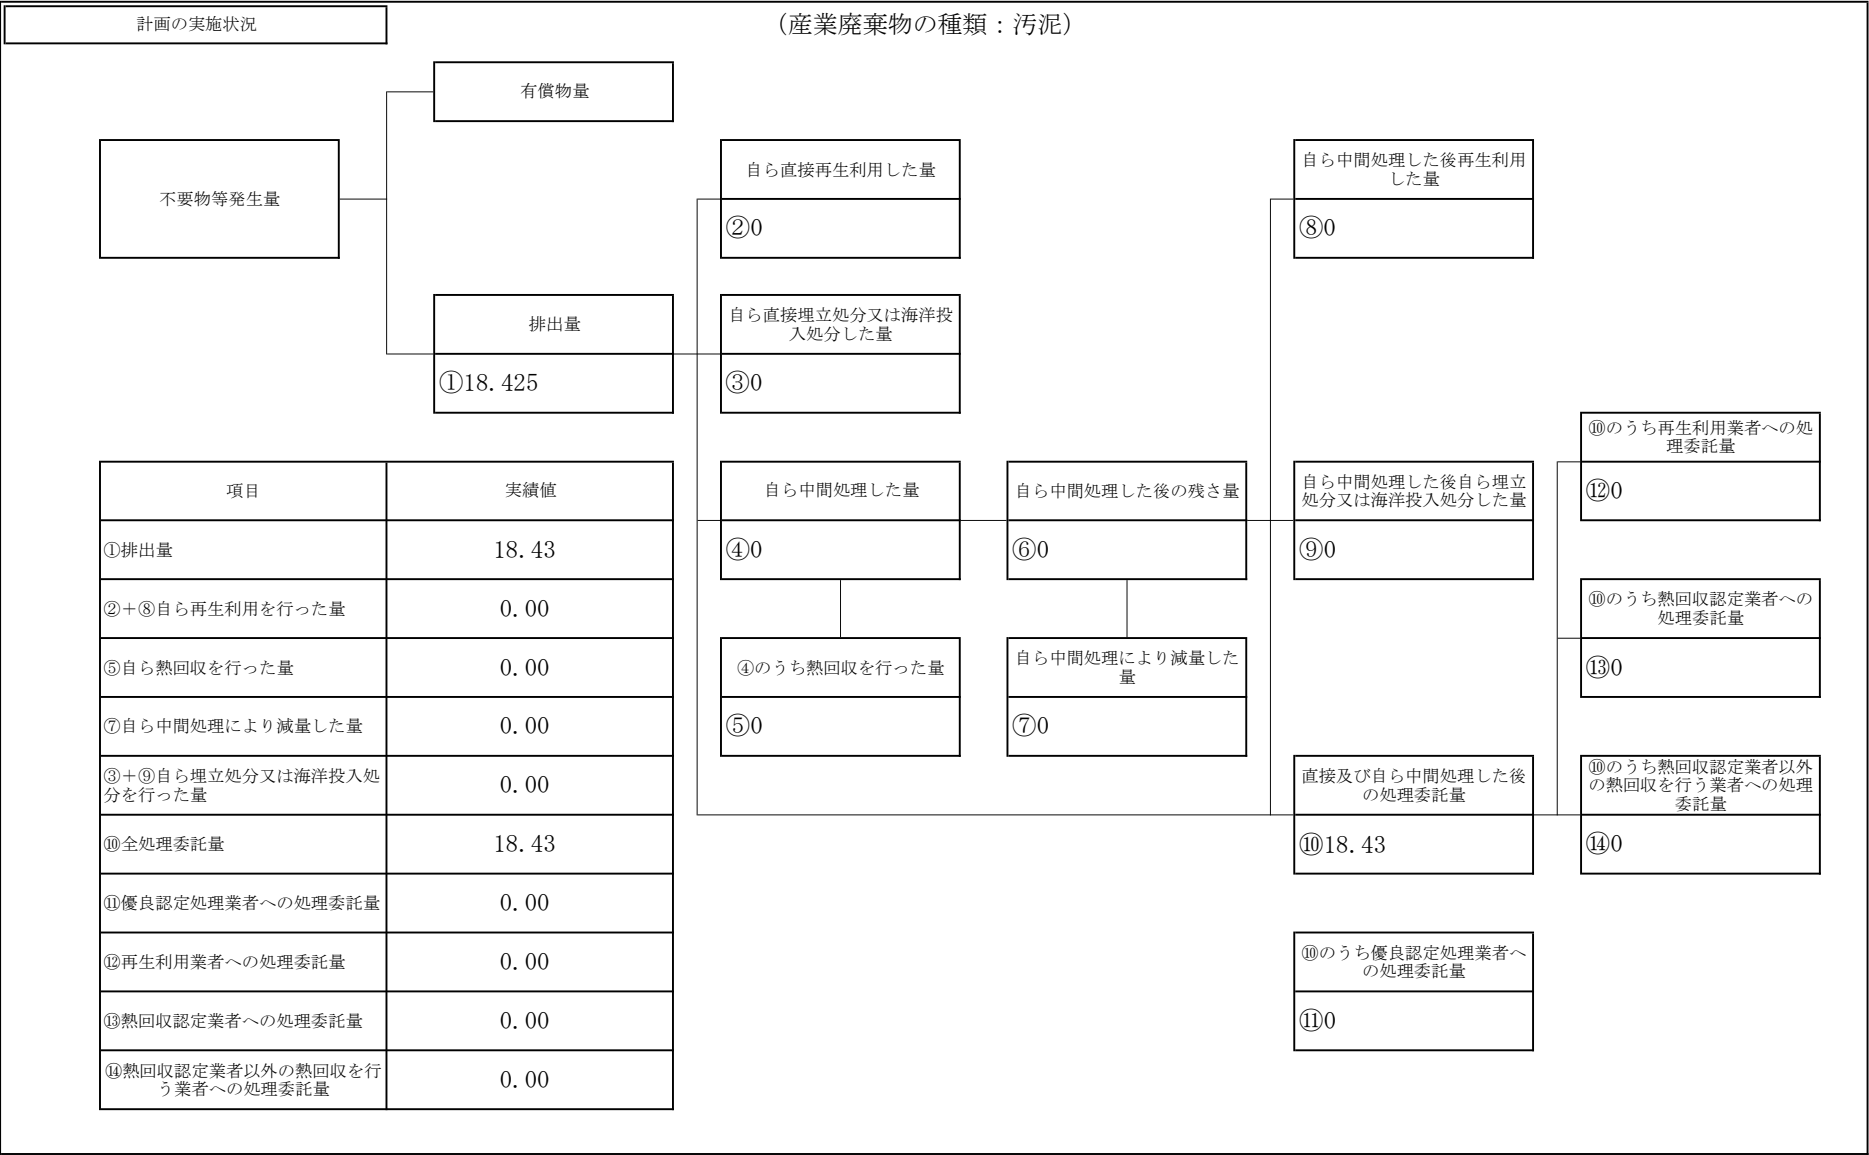 計画の実施状況
（産業廃棄物の種類：汚泥）
有償物量
不要物等発生量
自ら直接再生利用した量
②0
自ら中間処理した後再生利用
した量
⑧0
排出量
①18.425
自ら直接埋立処分又は海洋投
入処分した量
③0
⑩のうち再生利用業者への処
理委託量
⑫0
自ら中間処理した量
④0
自ら中間処理した後の残さ量
⑥0
自ら中間処理した後自ら埋立
処分又は海洋投入処分した量
⑨0
⑩のうち熱回収認定業者への
処理委託量
⑬0
④のうち熱回収を行った量
⑤0
自ら中間処理により減量した
量
⑦0
直接及び自ら中間処理した後
の処理委託量
⑩18.43
⑩のうち熱回収認定業者以外
の熱回収を行う業者への処理
委託量
⑭0
⑩のうち優良認定処理業者へ
の処理委託量
⑪0
項目 実績値
①排出量 18.43
②＋⑧自ら再生利用を行った量 0.00
⑤自ら熱回収を行った量 0.00
⑦自ら中間処理により減量した量 0.00
③＋⑨自ら埋立処分又は海洋投入処
分を行った量 0.00
⑩全処理委託量 18.43
⑪優良認定処理業者への処理委託量 0.00
⑫再生利用業者への処理委託量 0.00
⑬熱回収認定業者への処理委託量 0.00
⑭熱回収認定業者以外の熱回収を行
う業者への処理委託量 0.00